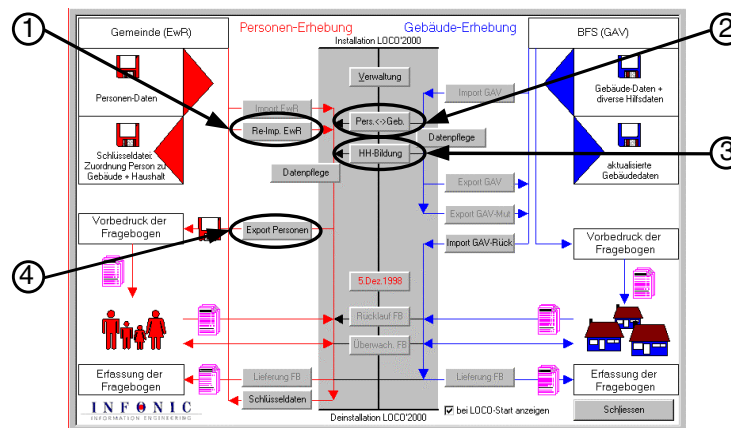 1
2
3
4
Gemeinde (EwR)
Personen-Erhebung
Gebäude-Erhebung
BFS (GAV)
Installation LOCO'2000
Personen-Daten
Schlüsseldatei:
Zuordnung Person zu
Gebäude + Haushalt
Verwaltung
Import EwR
Re-Imp. EwR
Import GAV
Pers.<->Geb.
Datenpflege
HH-Bildung
Datenpflege
Export GAV
Export GAV-Mut
Export Personen
Import GAV-Rück
Gebäude-Daten +
diverse Hilfsdaten
aktualisierte
Gebäudedaten
Vorbedruck der
Fragebogen
Vorbedruck der
Fragebogen
5.Dez.1998
Rücklauf FB
Überwach. FB
Erfassung der
Fragebogen
Lieferung FB
Lieferung FB
Erfassung der
Fragebogen
Schlüsseldaten
INFONIC
INFORMATION ENGINEERING
Deinstallation LOCO'2000
bei LOCO-Start anzeigen
Schliessen